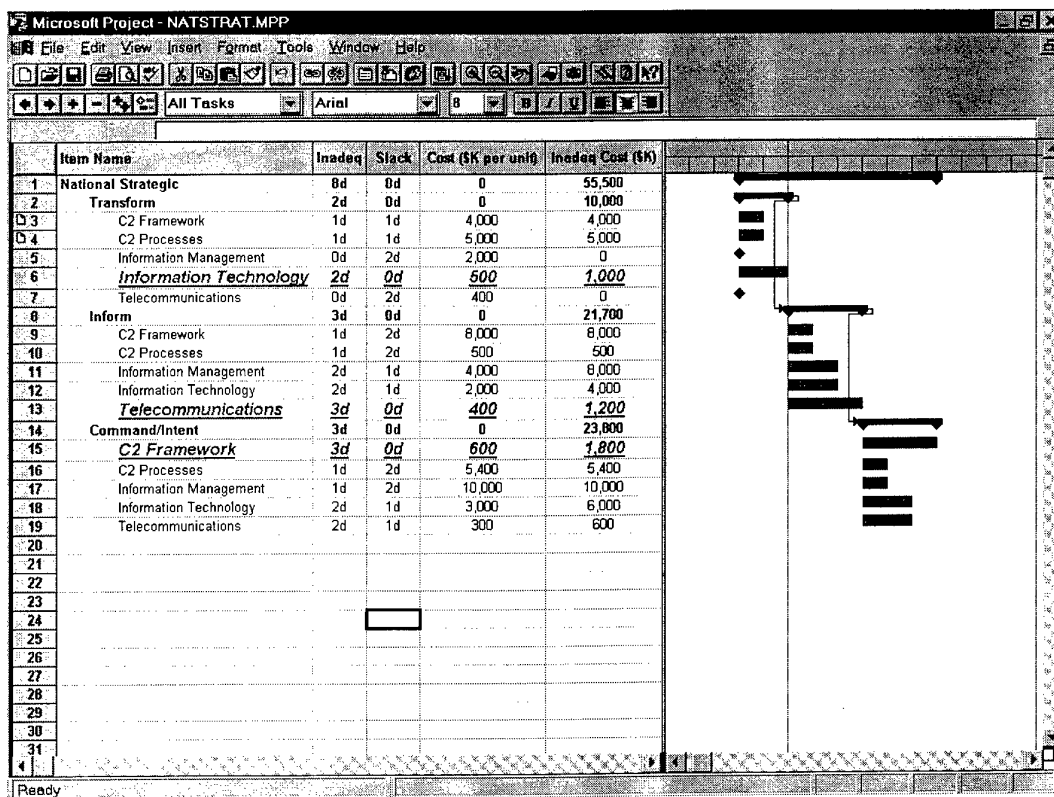 Microsoft Project - NATSTRAT.MPP
File Edit View Insert Format Tools Window Help
All Tasks Arial 8 B I U
Item Name Inadeq Slack Cost ($K per unit) Inadeq Cost ($K)
1 National Strategic 8d 0d 0 55,500
2 Transform 2d 0d 0 10,000
3 C2 Framework 1d 1d 4,000 4,000
4 C2 Processes 1d 1d 5,000 5,000
5 Information Management 0d 2d 2,000 0
6 Information Technology 2d 0d 500 1,000
7 Telecommunications 0d 2d 400 0
8 Inform 3d 0d 0 21,700
9 C2 Framework 1d 2d 8,000 8,000
10 C2 Processes 1d 2d 500 500
11 Information Management 2d 1d 4,000 8,000
12 Information Technology 2d 1d 2,000 4,000
13 Telecommunications 3d 0d 400 1,200
14 Command/Intent 3d 0d 0 23,800
15 C2 Framework 3d 0d 600 1,800
16 C2 Processes 1d 2d 5,400 5,400
17 Information Management 1d 2d 10,000 10,000
18 Information Technology 2d 1d 3,000 6,000
19 Telecommunications 2d 1d 300 600
20
21
22
23
24
25
26
27
28
29
30
31
Ready